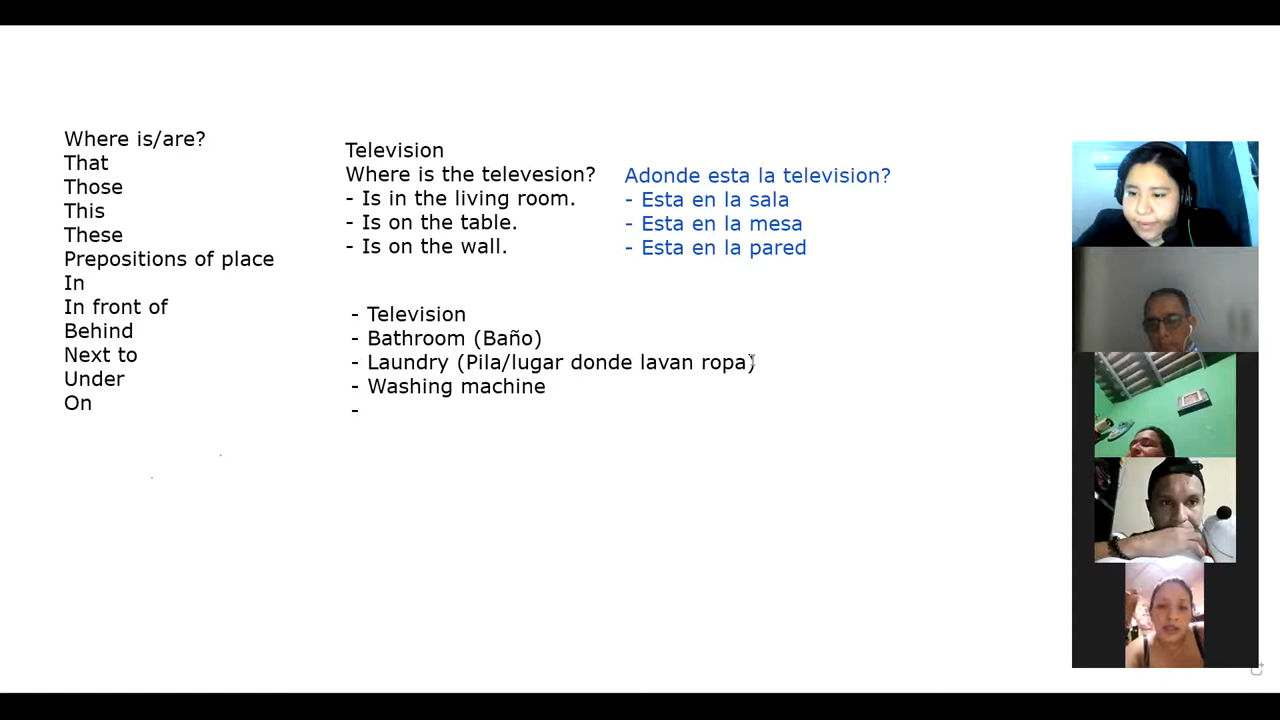 Where is/are?
That
Those
This
These
Prepositions of place
In
In front of
Behind
Next to
Under
On
Television
Where is the televesion?
- Is in the living room.
- Is on the table.
- Is on the wall.
Adonde esta la television?
- Esta en la sala
- Esta en la mesa
- Esta en la pared
- Television
- Bathroom (Baño)
- Laundry (Pila/lugar donde lavan ropa)
- Washing machine
-